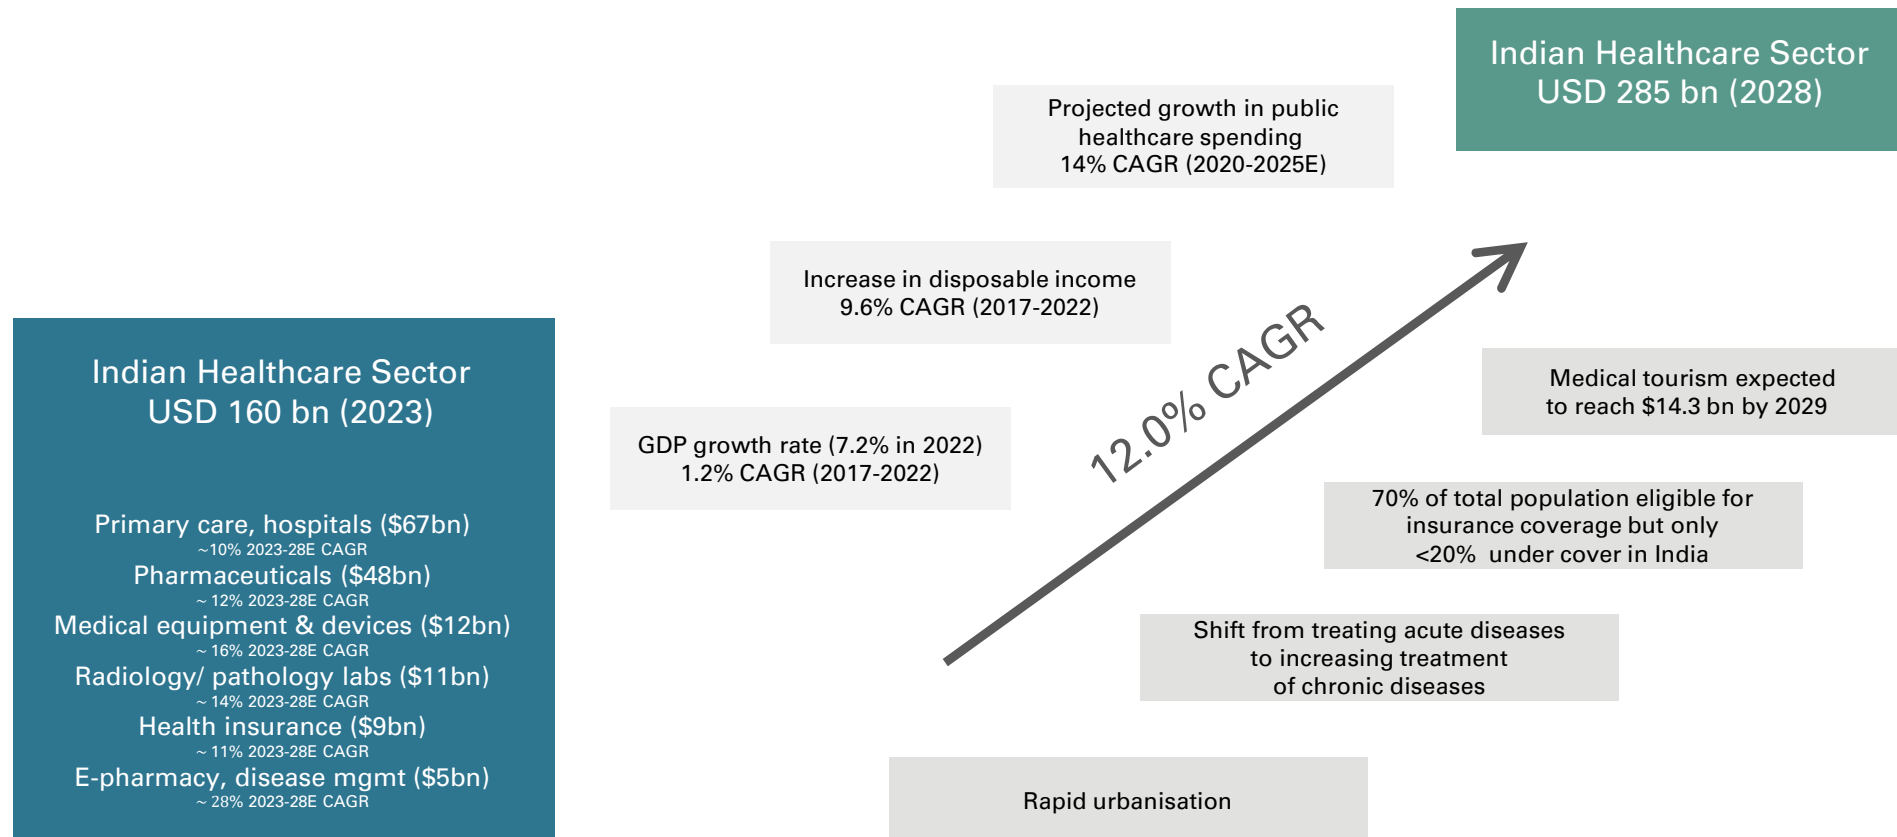 Indian Healthcare Sector
USD 285 bn (2028)
Projected growth in public
healthcare spending
14% CAGR (2020-2025E)
Increase in disposable income
9.6% CAGR (2017-2022)
12.0% CAGR
Indian Healthcare Sector
USD 160 bn (2023)
Medical tourism expected
to reach $14.3 bn by 2029
GDP growth rate (7.2% in 2022)
1.2% CAGR (2017-2022)
70% of total population eligible for
insurance coverage but only
<20% under cover in India
Primary care, hospitals ($67bn)
~10% 2023-28E CAGR
Pharmaceuticals ($48bn)
~ 12% 2023-28E CAGR
Medical equipment & devices ($12bn)
~ 16% 2023-28E CAGR
Radiology/ pathology labs ($11bn)
~ 14% 2023-28E CAGR
Health insurance ($9bn)
~ 11% 2023-28E CAGR
E-pharmacy, disease mgmt ($5bn)
~ 28% 2023-28E CAGR
Shift from treating acute diseases
to increasing treatment
of chronic diseases
Rapid urbanisation